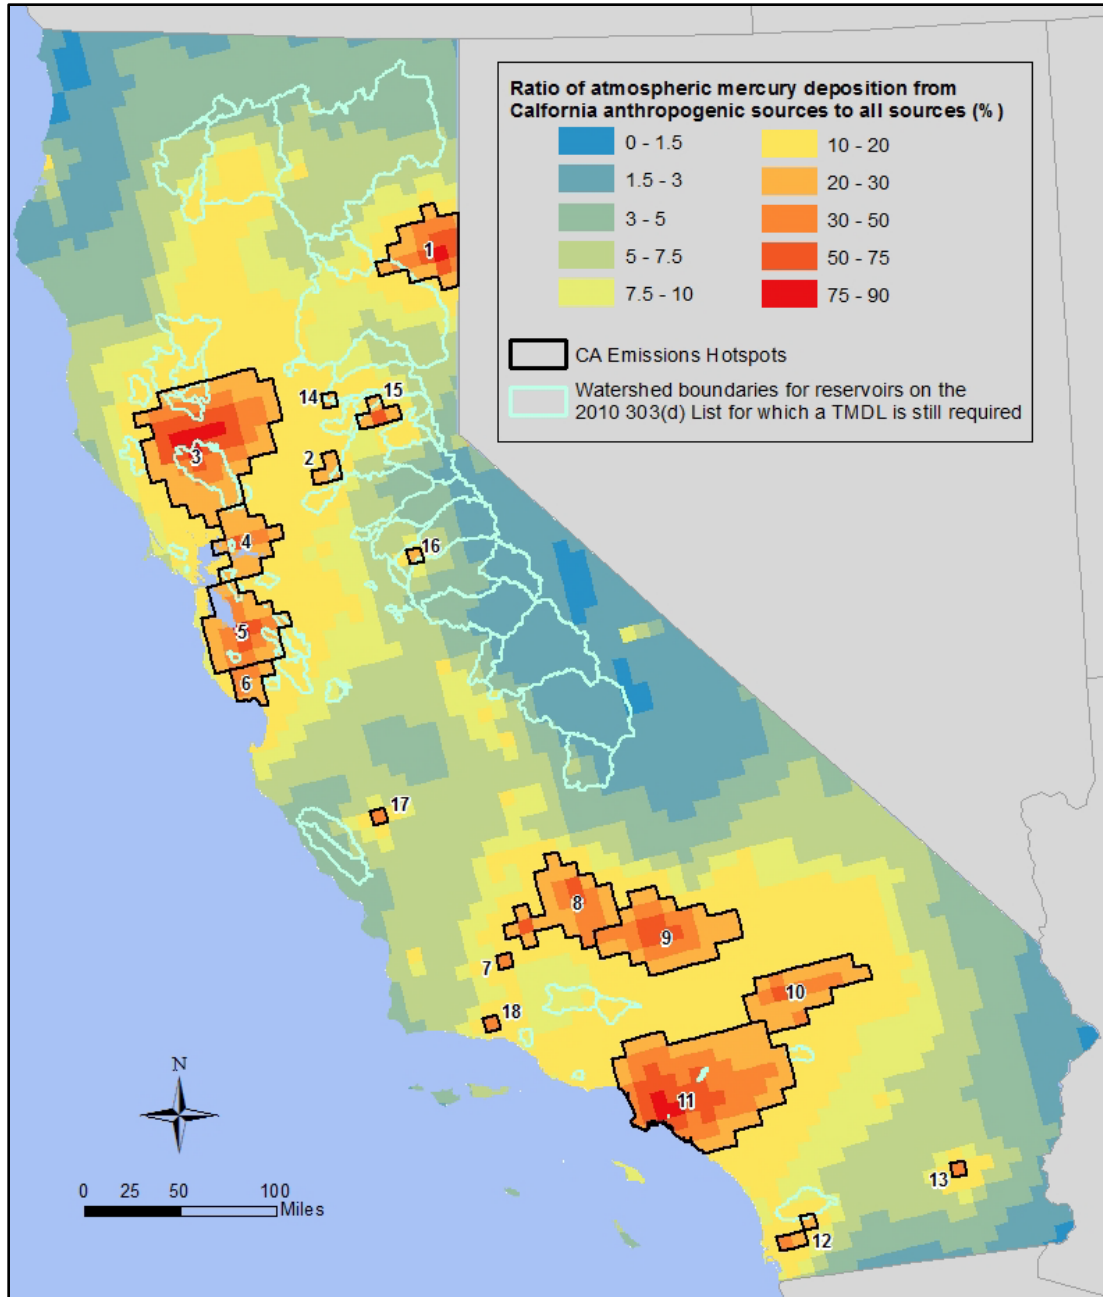 Ratio of atmospheric mercury deposition from
Calfornia anthropogenic sources to all sources (%)
0 - 1.5
10 - 20
1.5 - 3
20 - 30
3 - 5
30 - 50
5 - 7.5
50 - 75
7.5 - 10
75 - 90
CA Emissions Hotspots
Watershed boundaries for reservoirs on the
2010 303(d) List for which a TMDL is still required
1
14
15
2
3
4
16
5
6
17
8
9
7
10
18
11
13
12
N
0 25 50 100
Miles